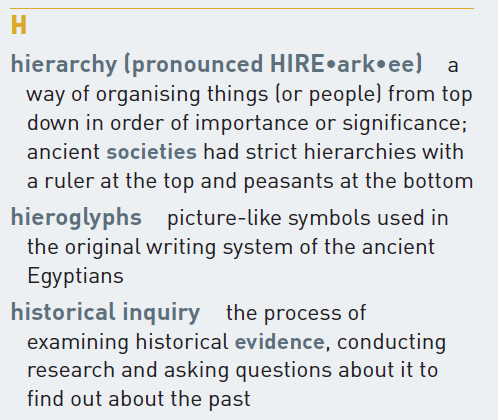 H
hierarchy (pronounced HIRE•ark•ee) a
way of organising things (or people) from top
down in order of importance or significance;
ancient societies had strict hierarchies with
a ruler at the top and peasants at the bottom
hieroglyphs picture-like symbols used in
the original writing system of the ancient
Egyptians
historical inquiry the process of
examining historical evidence, conducting
research and asking questions about it to
find out about the past